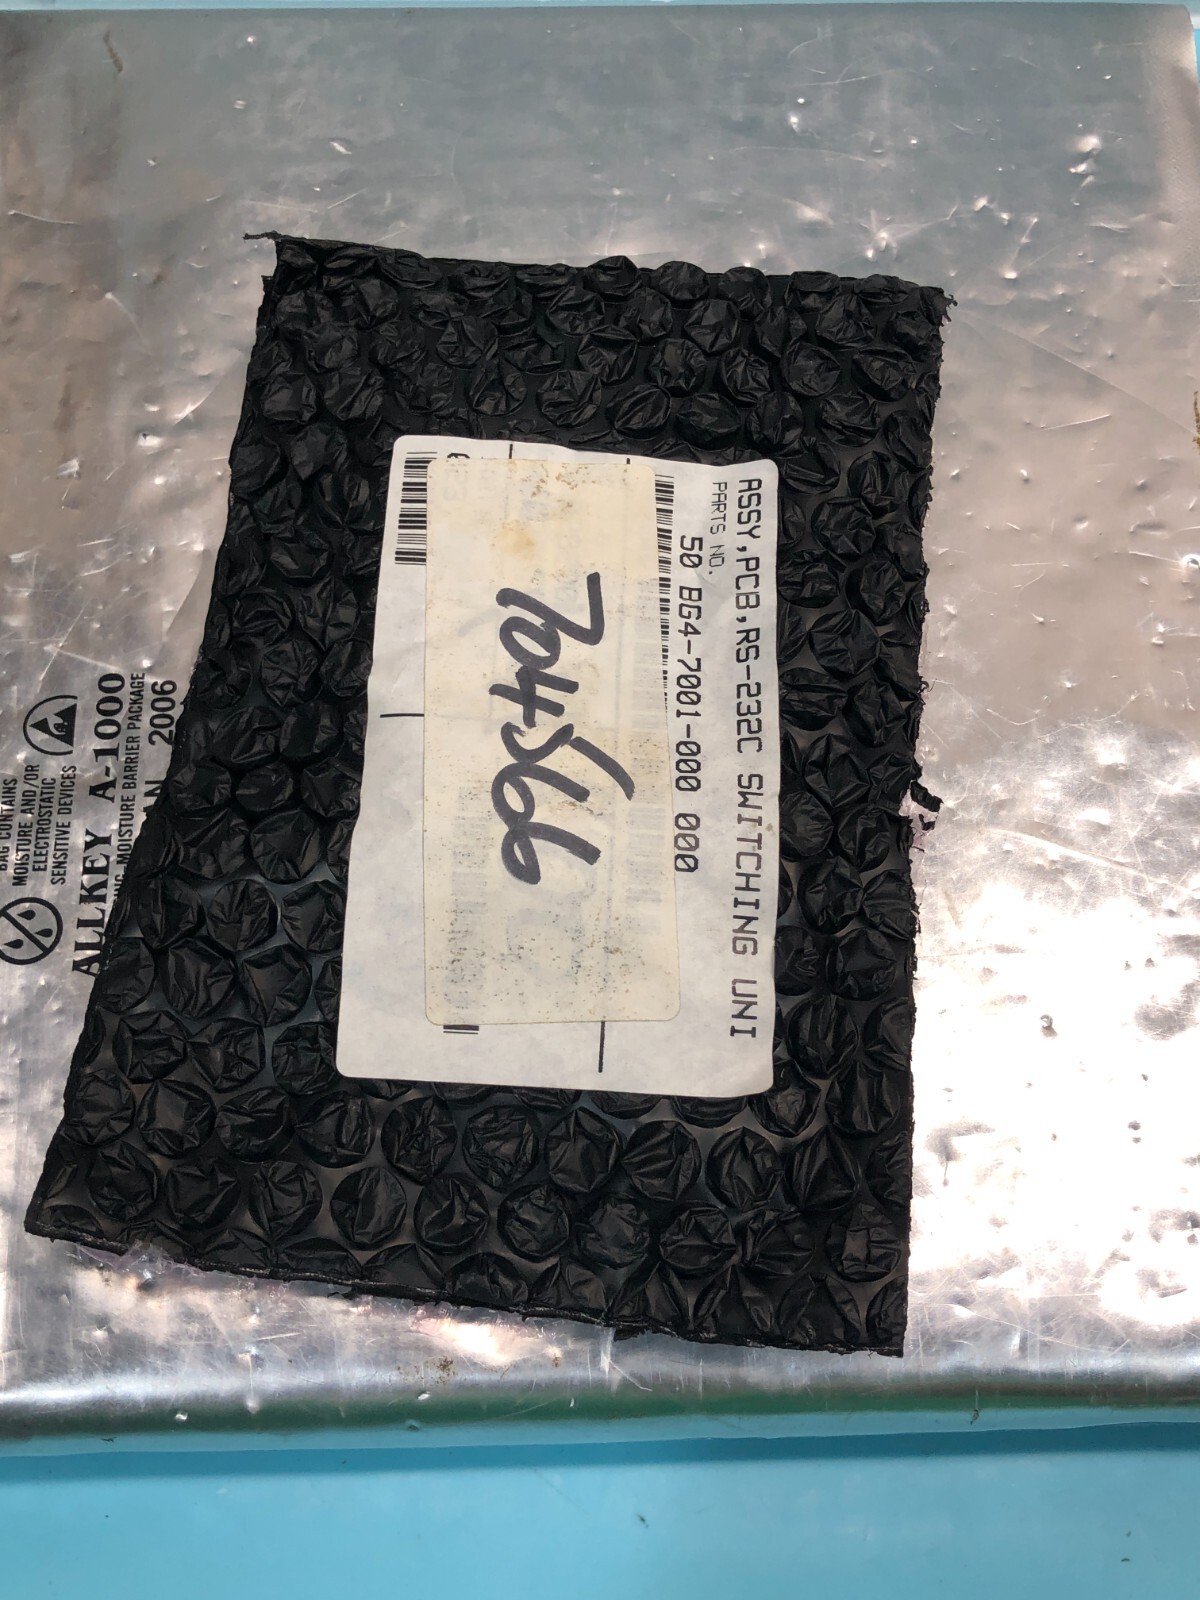 ASSY,PCB,RS-232C SWITCHING UNI
PARTS NO.
50 BG4-7001-000 000
704566
CONTAINS
MOISTURE AND/OR
ELECTROSTATIC
SENSITIVE DEVICES
ALLKEY A-1000
MOISTURE BARRIER PACKAGE
2006